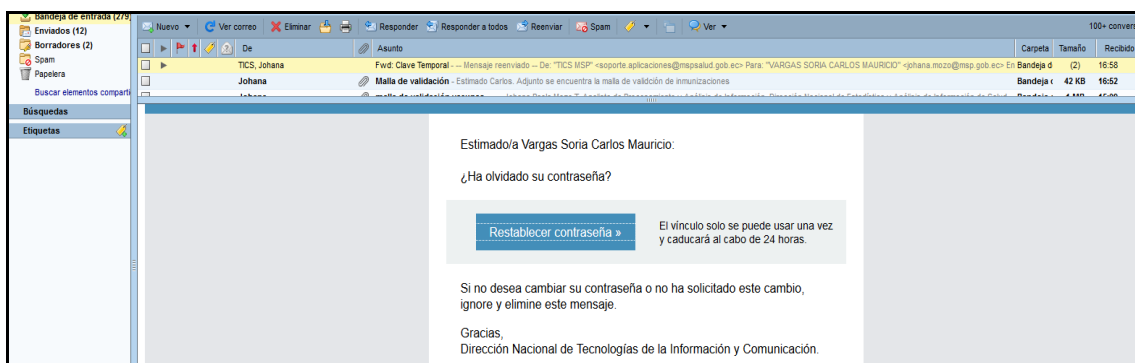 Bandeja de entrada (279)
Enviados (12)
Borradores (2)
Spam
Papelera
Buscar elementos comparti
Búsquedas
Etiquetas
Nuevo Ver correo Eliminar Responder Responder a todos Reenviar Spam Ver 100+ convers
De Asunto Carpeta Tamaño Recibido
TICS, Johana Fwd: Clave Temporal - -- Mensaje reenviado -- De: "TICS MSP" <soporte.aplicaciones@mspsalud.gob.ec> Para: "VARGAS SORIA CARLOS MAURICIO" <johana.mozo@msp.gob.ec> En Bandeja d (2) 16:58
Johana Malla de validación - Estimado Carlos. Adjunto se encuentra la malla de validción de inmunizaciones Bandeja d 42 KB 16:52
Estimado/a Vargas Soria Carlos Mauricio:
¿Ha olvidado su contraseña?
Restablecer contraseña »
El vínculo solo se puede usar una vez
y caducará al cabo de 24 horas.
Si no desea cambiar su contraseña o no ha solicitado este cambio,
ignore y elimine este mensaje.
Gracias,
Dirección Nacional de Tecnologías de la Información y Comunicación.